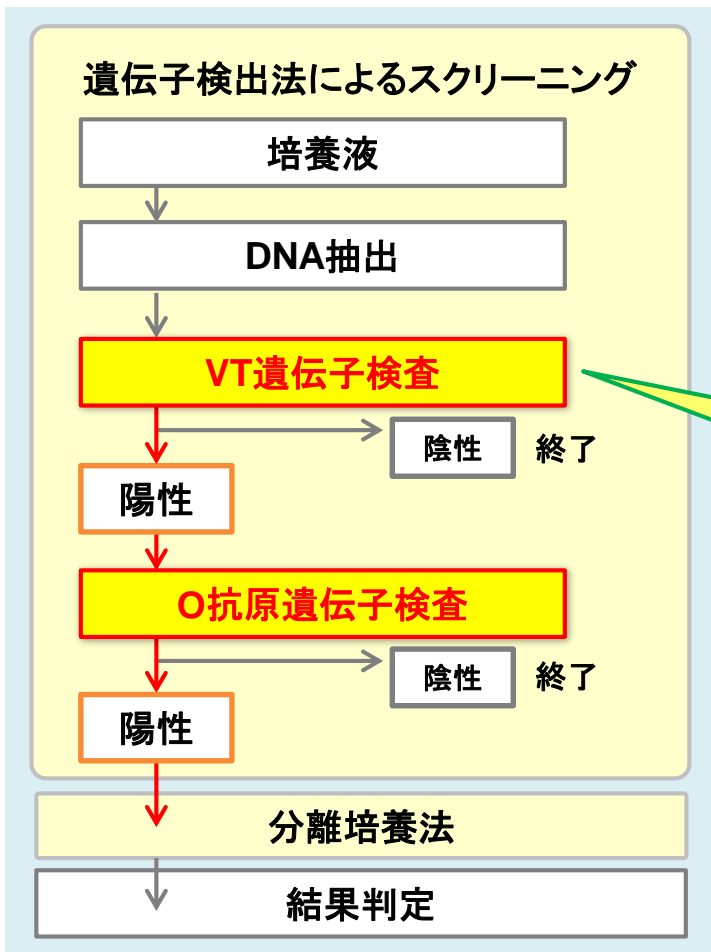 遺伝子検出法によるスクリーニング
培養液
DNA抽出
VT遺伝子検査
陰性 終了
陽性
O抗原遺伝子検査
陰性 終了
陽性
分離培養法
結果判定